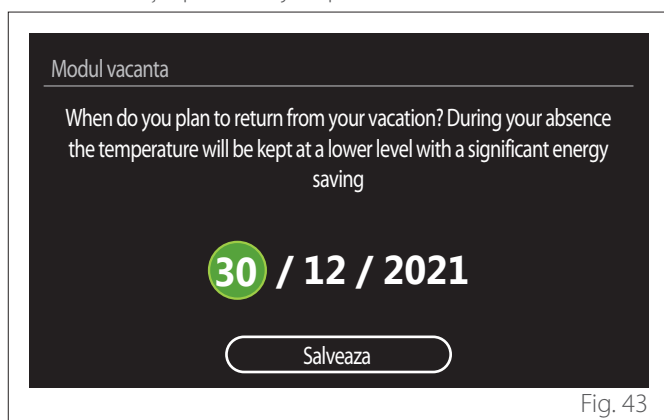 Modul vacanta
When do you plan to return from your vacation? During your absence
the temperature will be kept at a lower level with a significant energy
saving
30 / 12 / 2021
Salveaza
Fig. 43